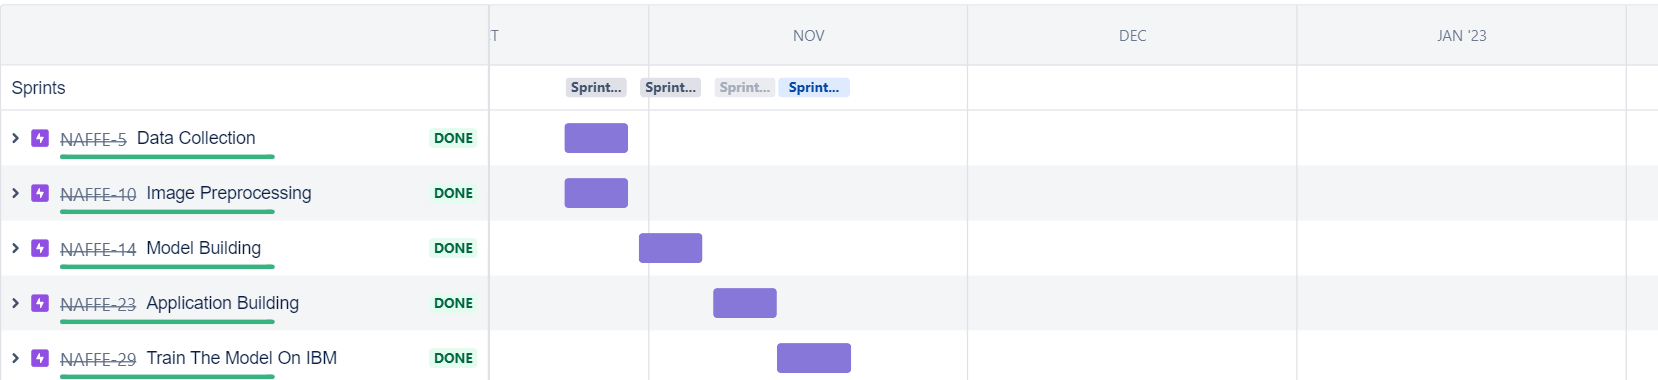 T NOV DEC JAN '23
Sprints Sprint... Sprint... Sprint... Sprint...
NAFFE-5 Data Collection DONE
NAFFE-10 Image Preprocessing DONE
NAFFE-14 Model Building DONE
NAFFE-23 Application Building DONE
NAFFE-29 Train The Model On IBM DONE